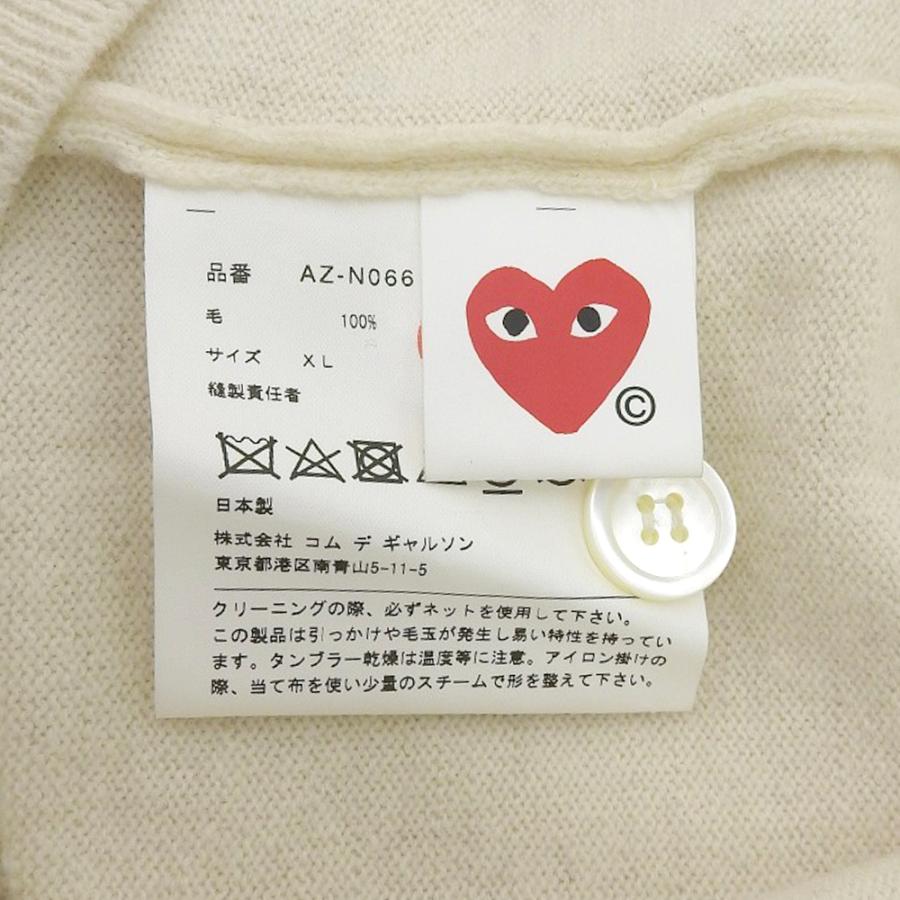 品番 AZ-N066
毛 100%
サイズ XL
縫製責任者
©
日本製
株式会社 コム デ ギャルソン
東京都港区南青山5-11-5
クリーニングの際、必ずネットを使用して下さい。
この製品は引っかけや毛玉が発生し易い特性を持ってい
ます。タンブラー乾燥は温度等に注意。アイロン掛けの
際、当て布を使い少量のスチームで形を整えて下さい。